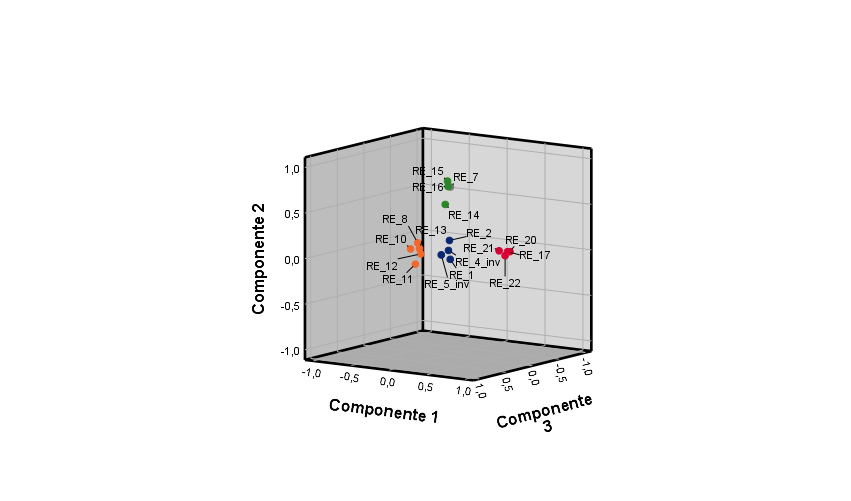 RE_15
RE_7
RE_16
RE_14
RE_8
RE_13
RE_2
RE_10
RE_21
RE_20
RE_17
RE_12
RE_4_inv
RE_11
RE_1
RE_5_inv
RE_22
1,0
0,5
0,0
-0,5
-1,0
Componente 2
-1,0
-0,5
0,0
0,5
1,0
Componente 1
1,0
0,5
0,0
-0,5
-1,0
Componente
3